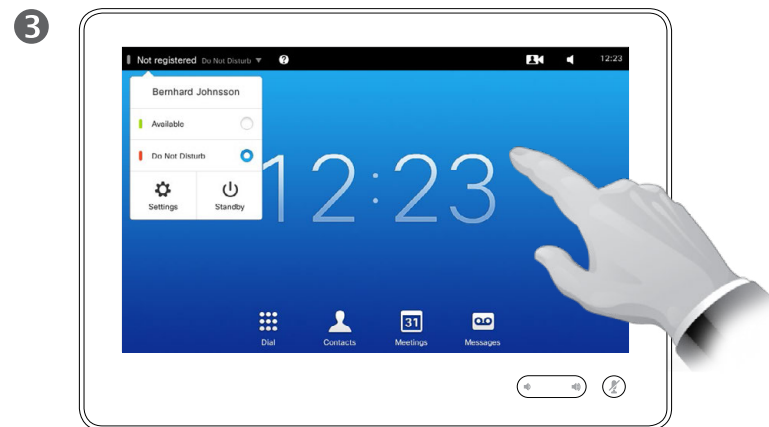 3
Not registered Do Not Disturb ? 12:23
Bernhard Johnsson
Available
Do Not Disturb
Settings Standby
12:23
31
Dial Contacts Meetings Messages